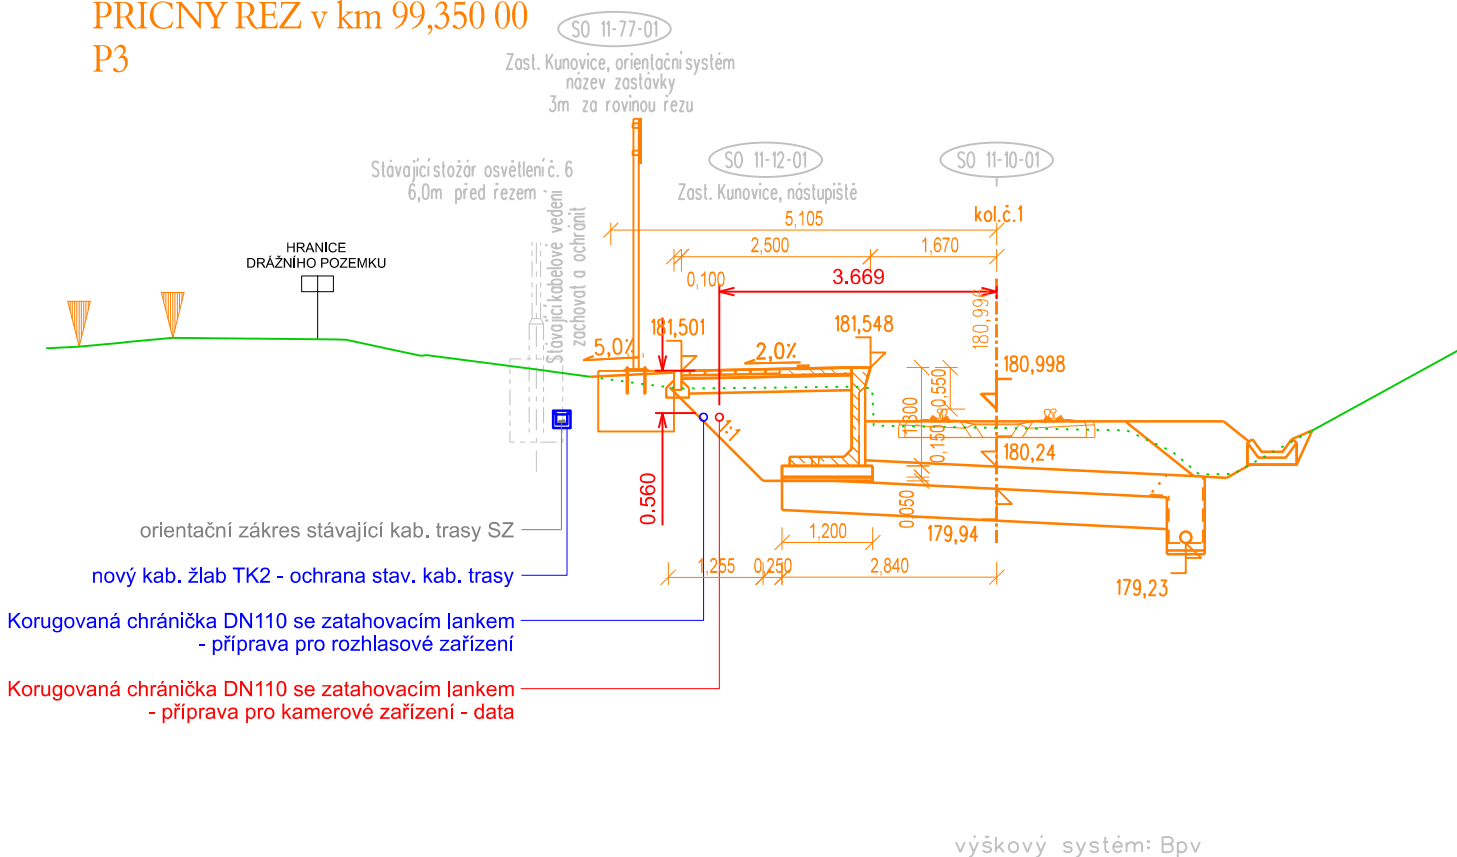 PŘÍČNÝ ŘEZ v km 99,350 00
P3
SO 11-77-01
Zast. Kunovice, orientační systém
název zastávky
3m za rovinou řezu
Stávající stožár osvětlení č. 6
6,0m před řezem
Stávající kabelové vedení
zachovat a ochránit
SO 11-12-01
Zast. Kunovice, nástupiště
SO 11-10-01
kol.č.1
HRANICE
DRÁŽNÍHO POZEMKU
5,105
2,500
1,670
0,100
3.669
180,998
181,501
181,548
5,0%
2,0%
180,998
0,550
1,300
0,150
1:1
180,24
0.560
0,050
179,94
1,200
1,255
0,250
2,840
179,23
orientační zákres stávající kab. trasy SZ
nový kab. žlab TK2 - ochrana stav. kab. trasy
Korugovaná chránička DN110 se zatahovacím lankem
- příprava pro rozhlasové zařízení
Korugovaná chránička DN110 se zatahovacím lankem
- příprava pro kamerové zařízení - data
výškový systém: Bpv